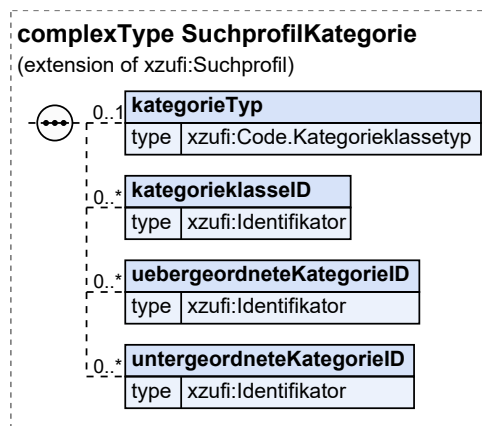 complexType SuchprofilKategorie
(extension of xzufi:Suchprofil)
0..1 kategorieTyp
type xzufi:Code.Kategorieklassetyp
0..* kategorieklasseID
type xzufi:Identifikator
0..* uebergeordneteKategorieID
type xzufi:Identifikator
0..* untergeordneteKategorieID
type xzufi:Identifikator